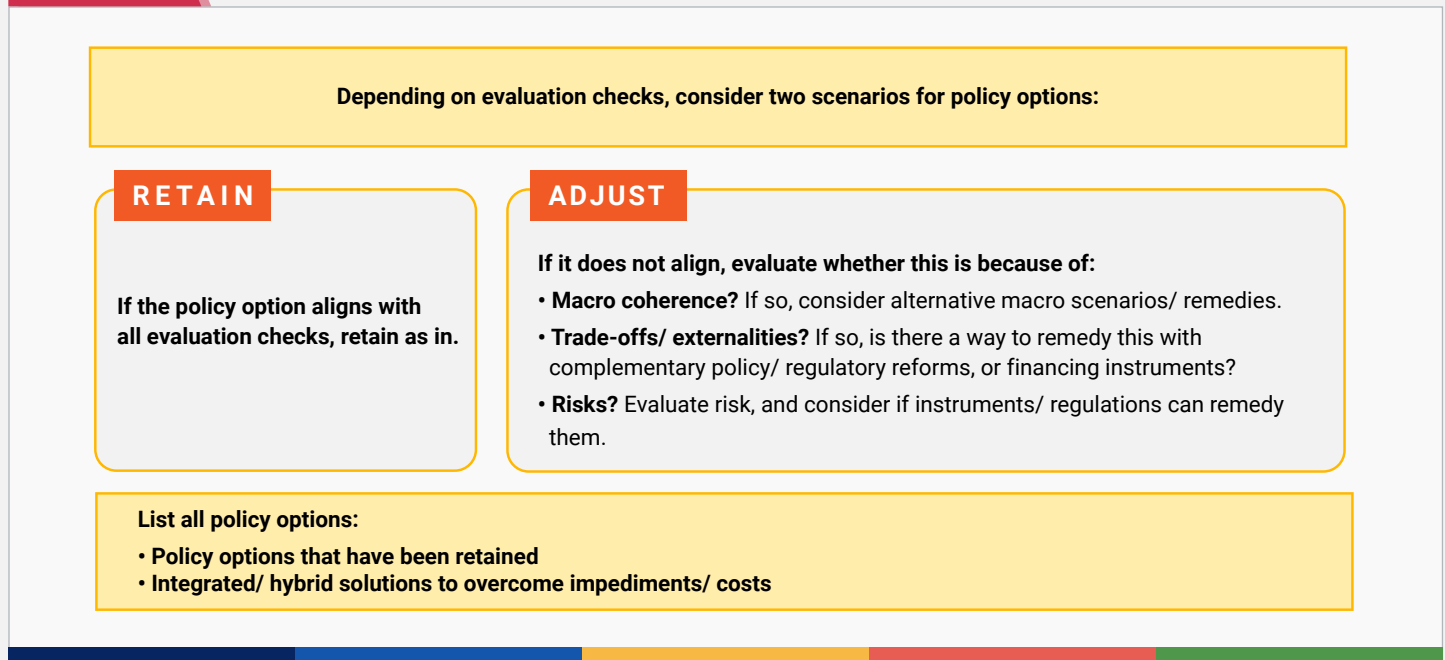 Depending on evaluation checks, consider two scenarios for policy options:
RETAIN
If the policy option aligns with
all evaluation checks, retain as in.
ADJUST
If it does not align, evaluate whether this is because of:
• Macro coherence? If so, consider alternative macro scenarios/ remedies.
• Trade-offs/ externalities? If so, is there a way to remedy this with
complementary policy/ regulatory reforms, or financing instruments?
• Risks? Evaluate risk, and consider if instruments/ regulations can remedy
them.
List all policy options:
• Policy options that have been retained
• Integrated/ hybrid solutions to overcome impediments/ costs